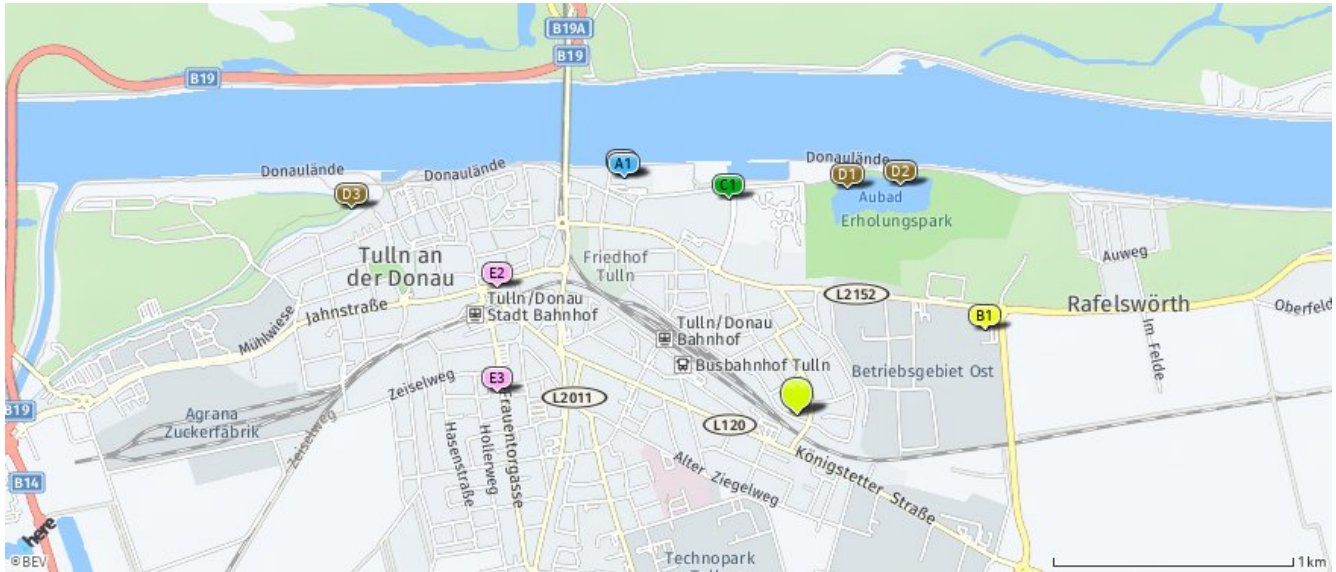 B19A
B19
B19
Donaulände
Donaulände
A1
Donaulände
D3
C1
D1
D2
Aubad
Erholungspark
Tulln an
der Donau
Friedhof
Tulln
Auweg
E2
L2152
Rafelswörth
Oberfeld
Tulln/Donau
Stadt Bahnhof
Jahnstraße
B1
Mühlwiese
Tulln/Donau
Bahnhof
Im Felde
Busbahnhof Tulln
Betriebsgebiet Ost
E3
Zeiselweg
L2011
B19
Agrana
Zuckerfabrik
Frauentorgasse
Hollerweg
Hasenstraße
Zeiselweg
L120
Königstetter Straße
Alter Ziegelweg
B14
here
©BEV
Technopark
1km